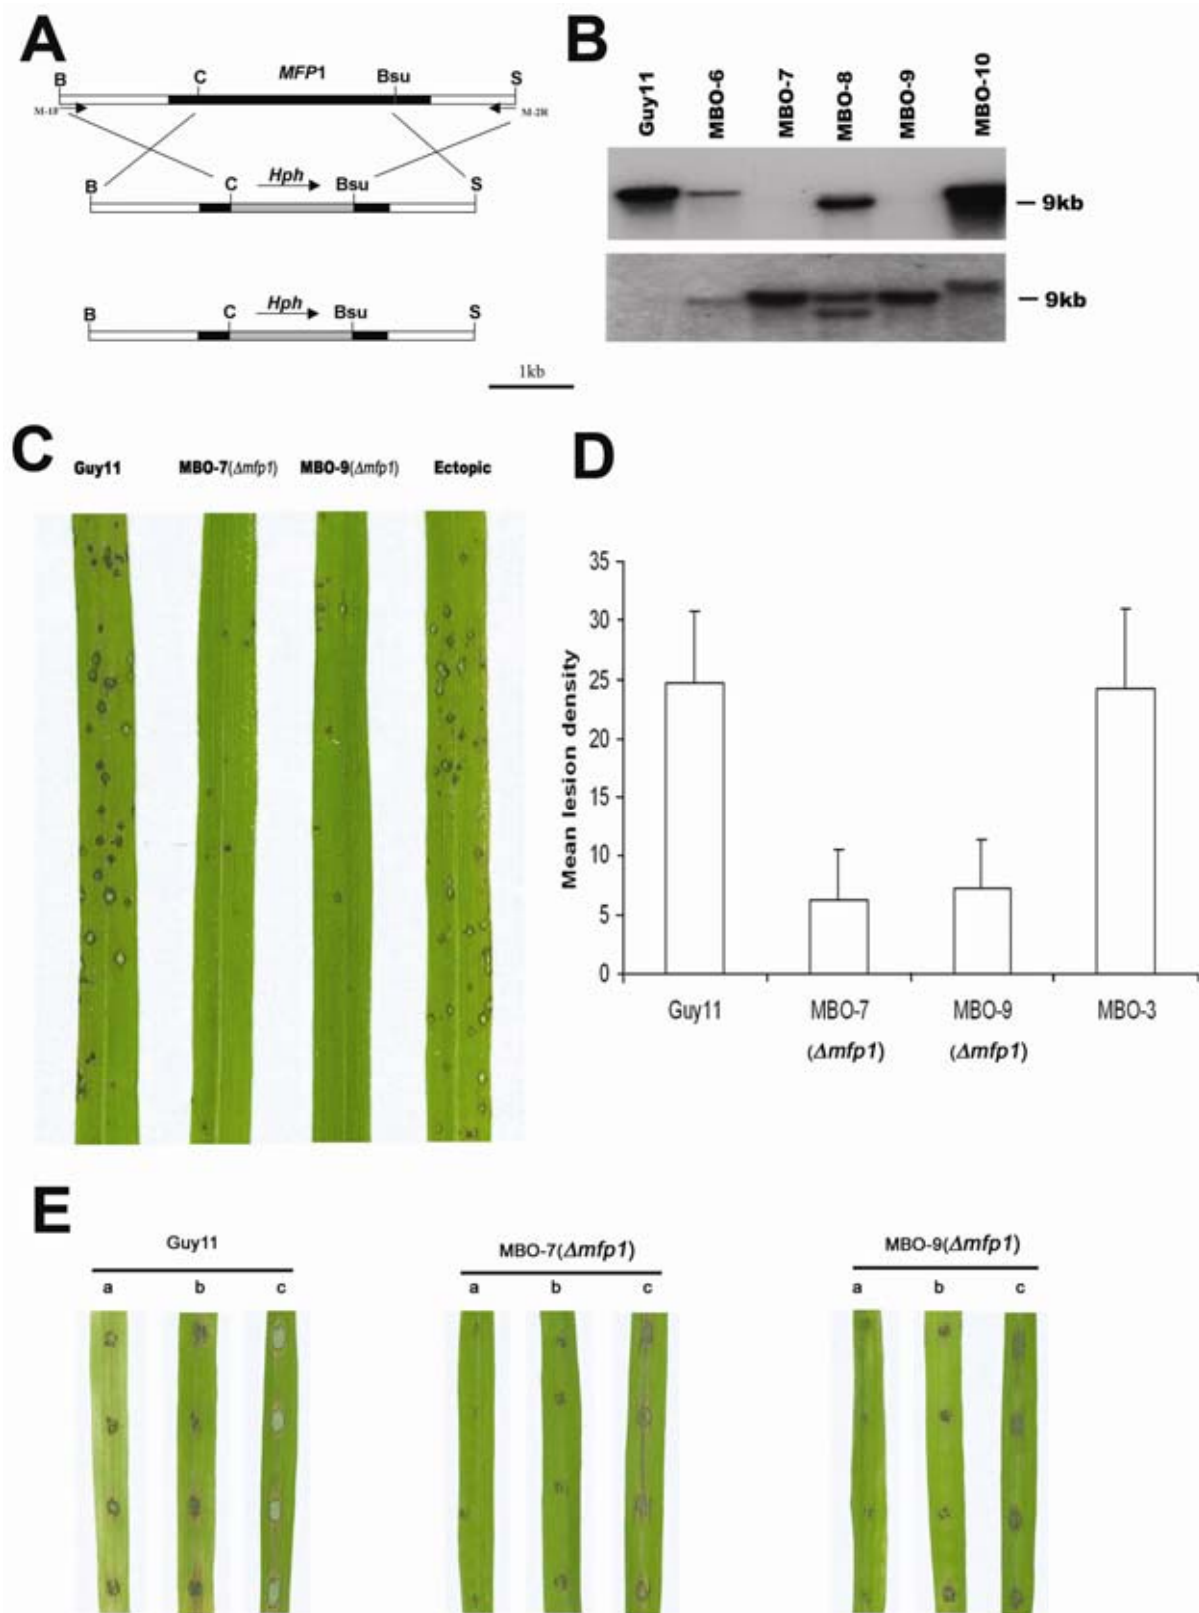 A
B C MFP1 Bsu S
M-1F M-2R
B C Hph Bsu S
B C Hph Bsu S
1kb
B
Guy11 MBO-6 MBO-7 MBO-8 MBO-9 MBO-10
9kb
9kb
C
Guy11 MBO-7(Δmfp1) MBO-9(Δmfp1) Ectopic
D
Mean lesion density
35
30
25
20
15
10
5
0
Guy11 MBO-7 MBO-9 MBO-3
(Δmfp1) (Δmfp1)
E
Guy11 MBO-7(Δmfp1) MBO-9(Δmfp1)
a b c a b c a b c